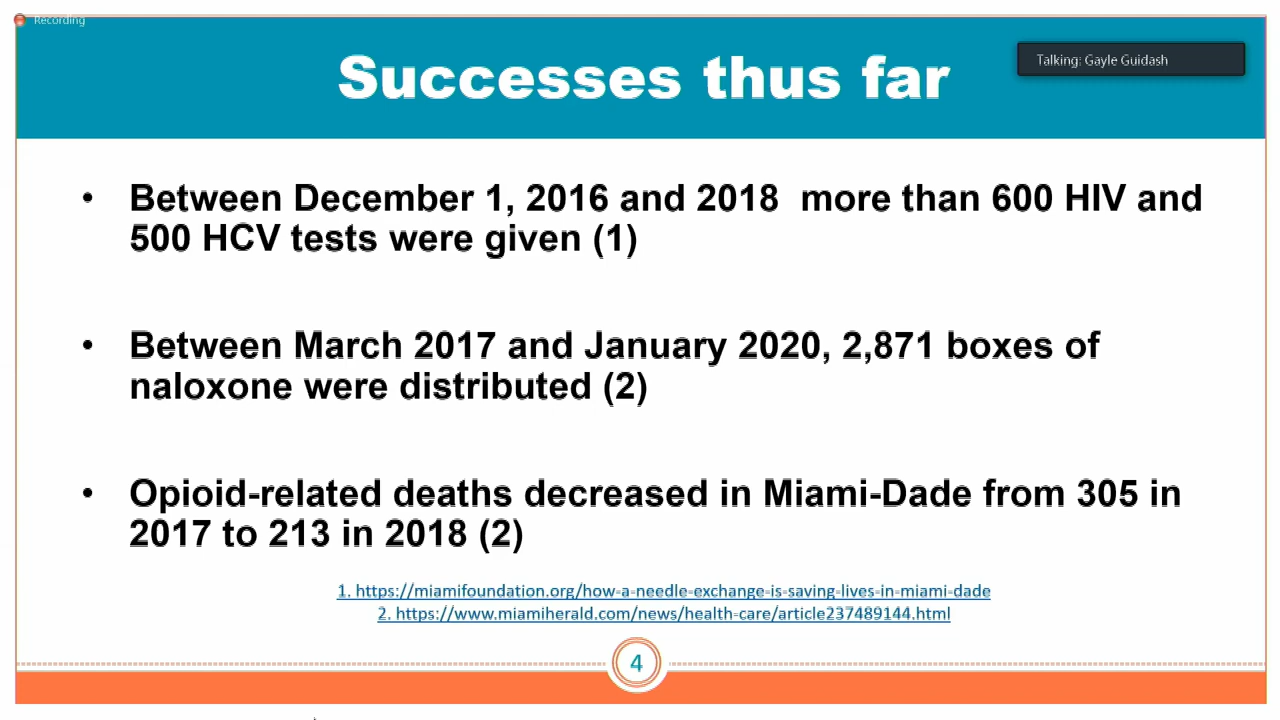 Recording
Successes thus far
Talking: Gayle Guidash
• Between December 1, 2016 and 2018 more than 600 HIV and
500 HCV tests were given (1)
• Between March 2017 and January 2020, 2,871 boxes of
naloxone were distributed (2)
• Opioid-related deaths decreased in Miami-Dade from 305 in
2017 to 213 in 2018 (2)
1. https://miamifoundation.org/how-a-needle-exchange-is-saving-lives-in-miami-dade
2. https://www.miamiherald.com/news/health-care/article237489144.html
4